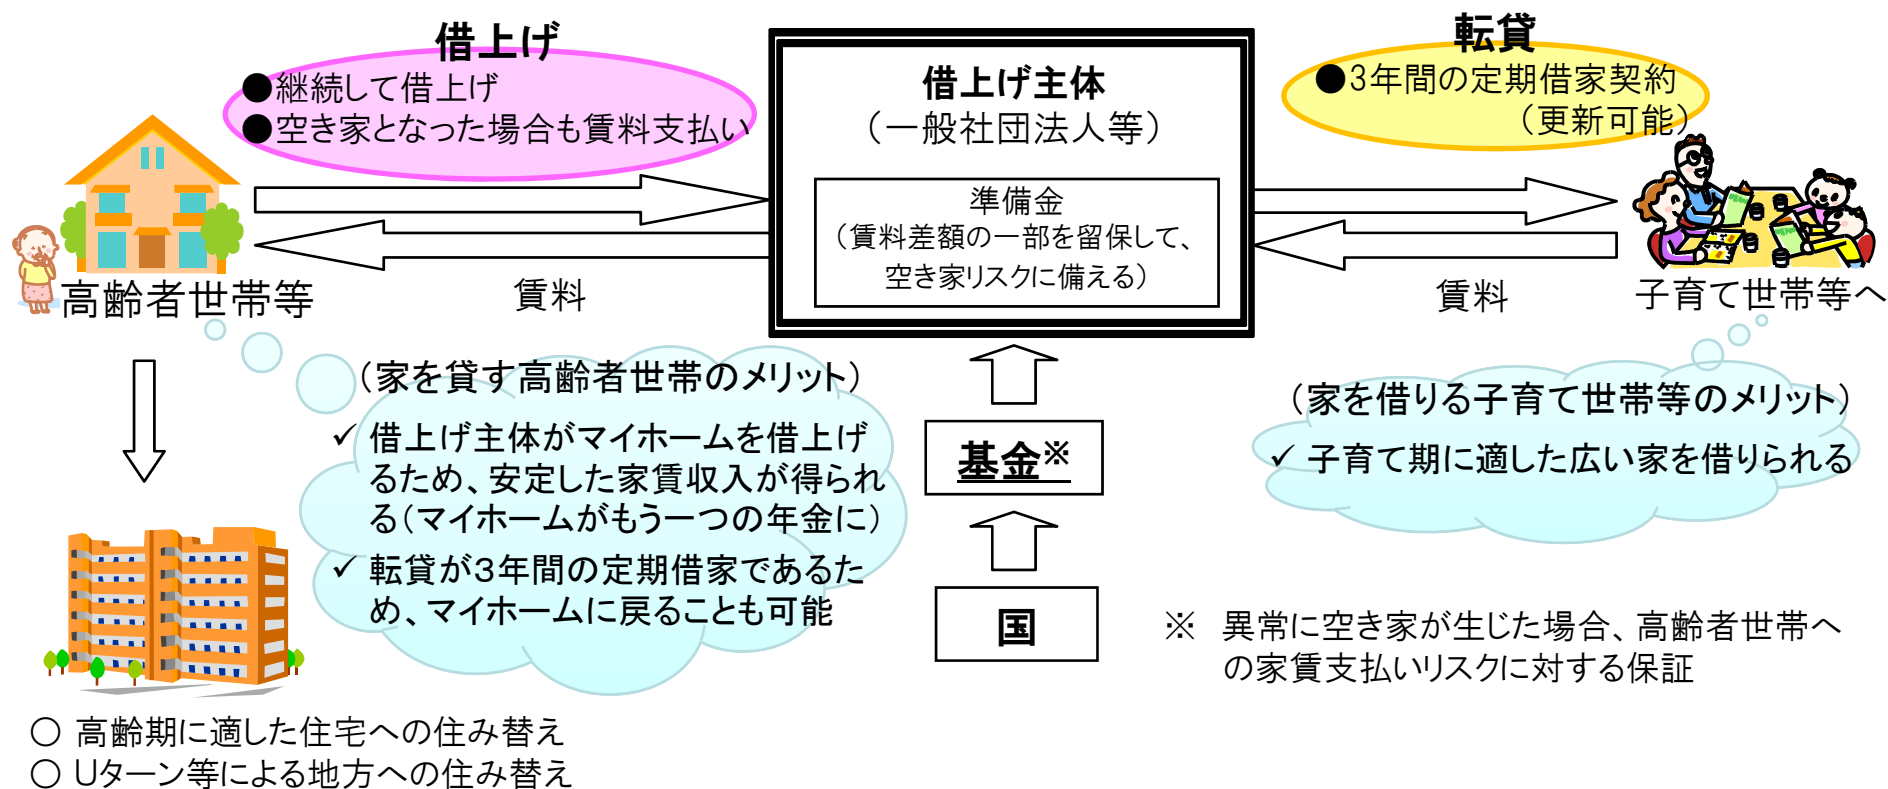 借上げ
●継続して借上げ
●空き家となった場合も賃料支払い
借上げ主体
（一般社団法人等）
準備金
（賃料差額の一部を留保して、
空き家リスクに備える）
転貸
●3年間の定期借家契約
（更新可能）
高齢者世帯等
賃料
賃料
子育て世帯等へ
（家を貸す高齢者世帯のメリット）
✓ 借上げ主体がマイホームを借上げ
るため、安定した家賃収入が得られ
る（マイホームがもう一つの年金に）
✓ 転貸が３年間の定期借家であるた
め、マイホームに戻ることも可能
基金※
国
（家を借りる子育て世帯等のメリット）
✓ 子育て期に適した広い家を借りられる
※　異常に空き家が生じた場合、高齢者世帯へ
の家賃支払いリスクに対する保証
○ 高齢期に適した住宅への住み替え
○ Uターン等による地方への住み替え